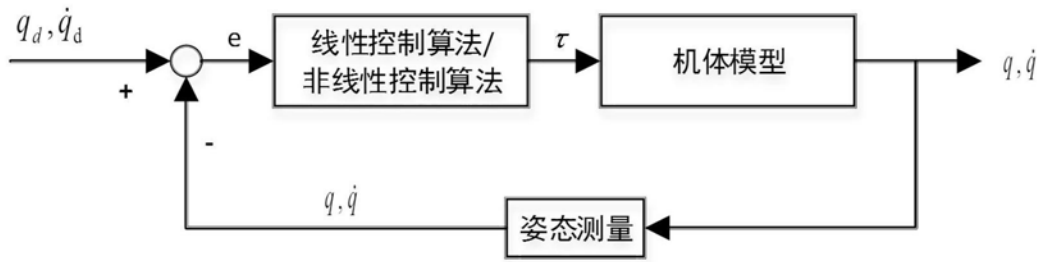 q_d, q̇_d
e
线性控制算法/
非线性控制算法
τ
机体模型
q, q̇
+
-
q, q̇
姿态测量